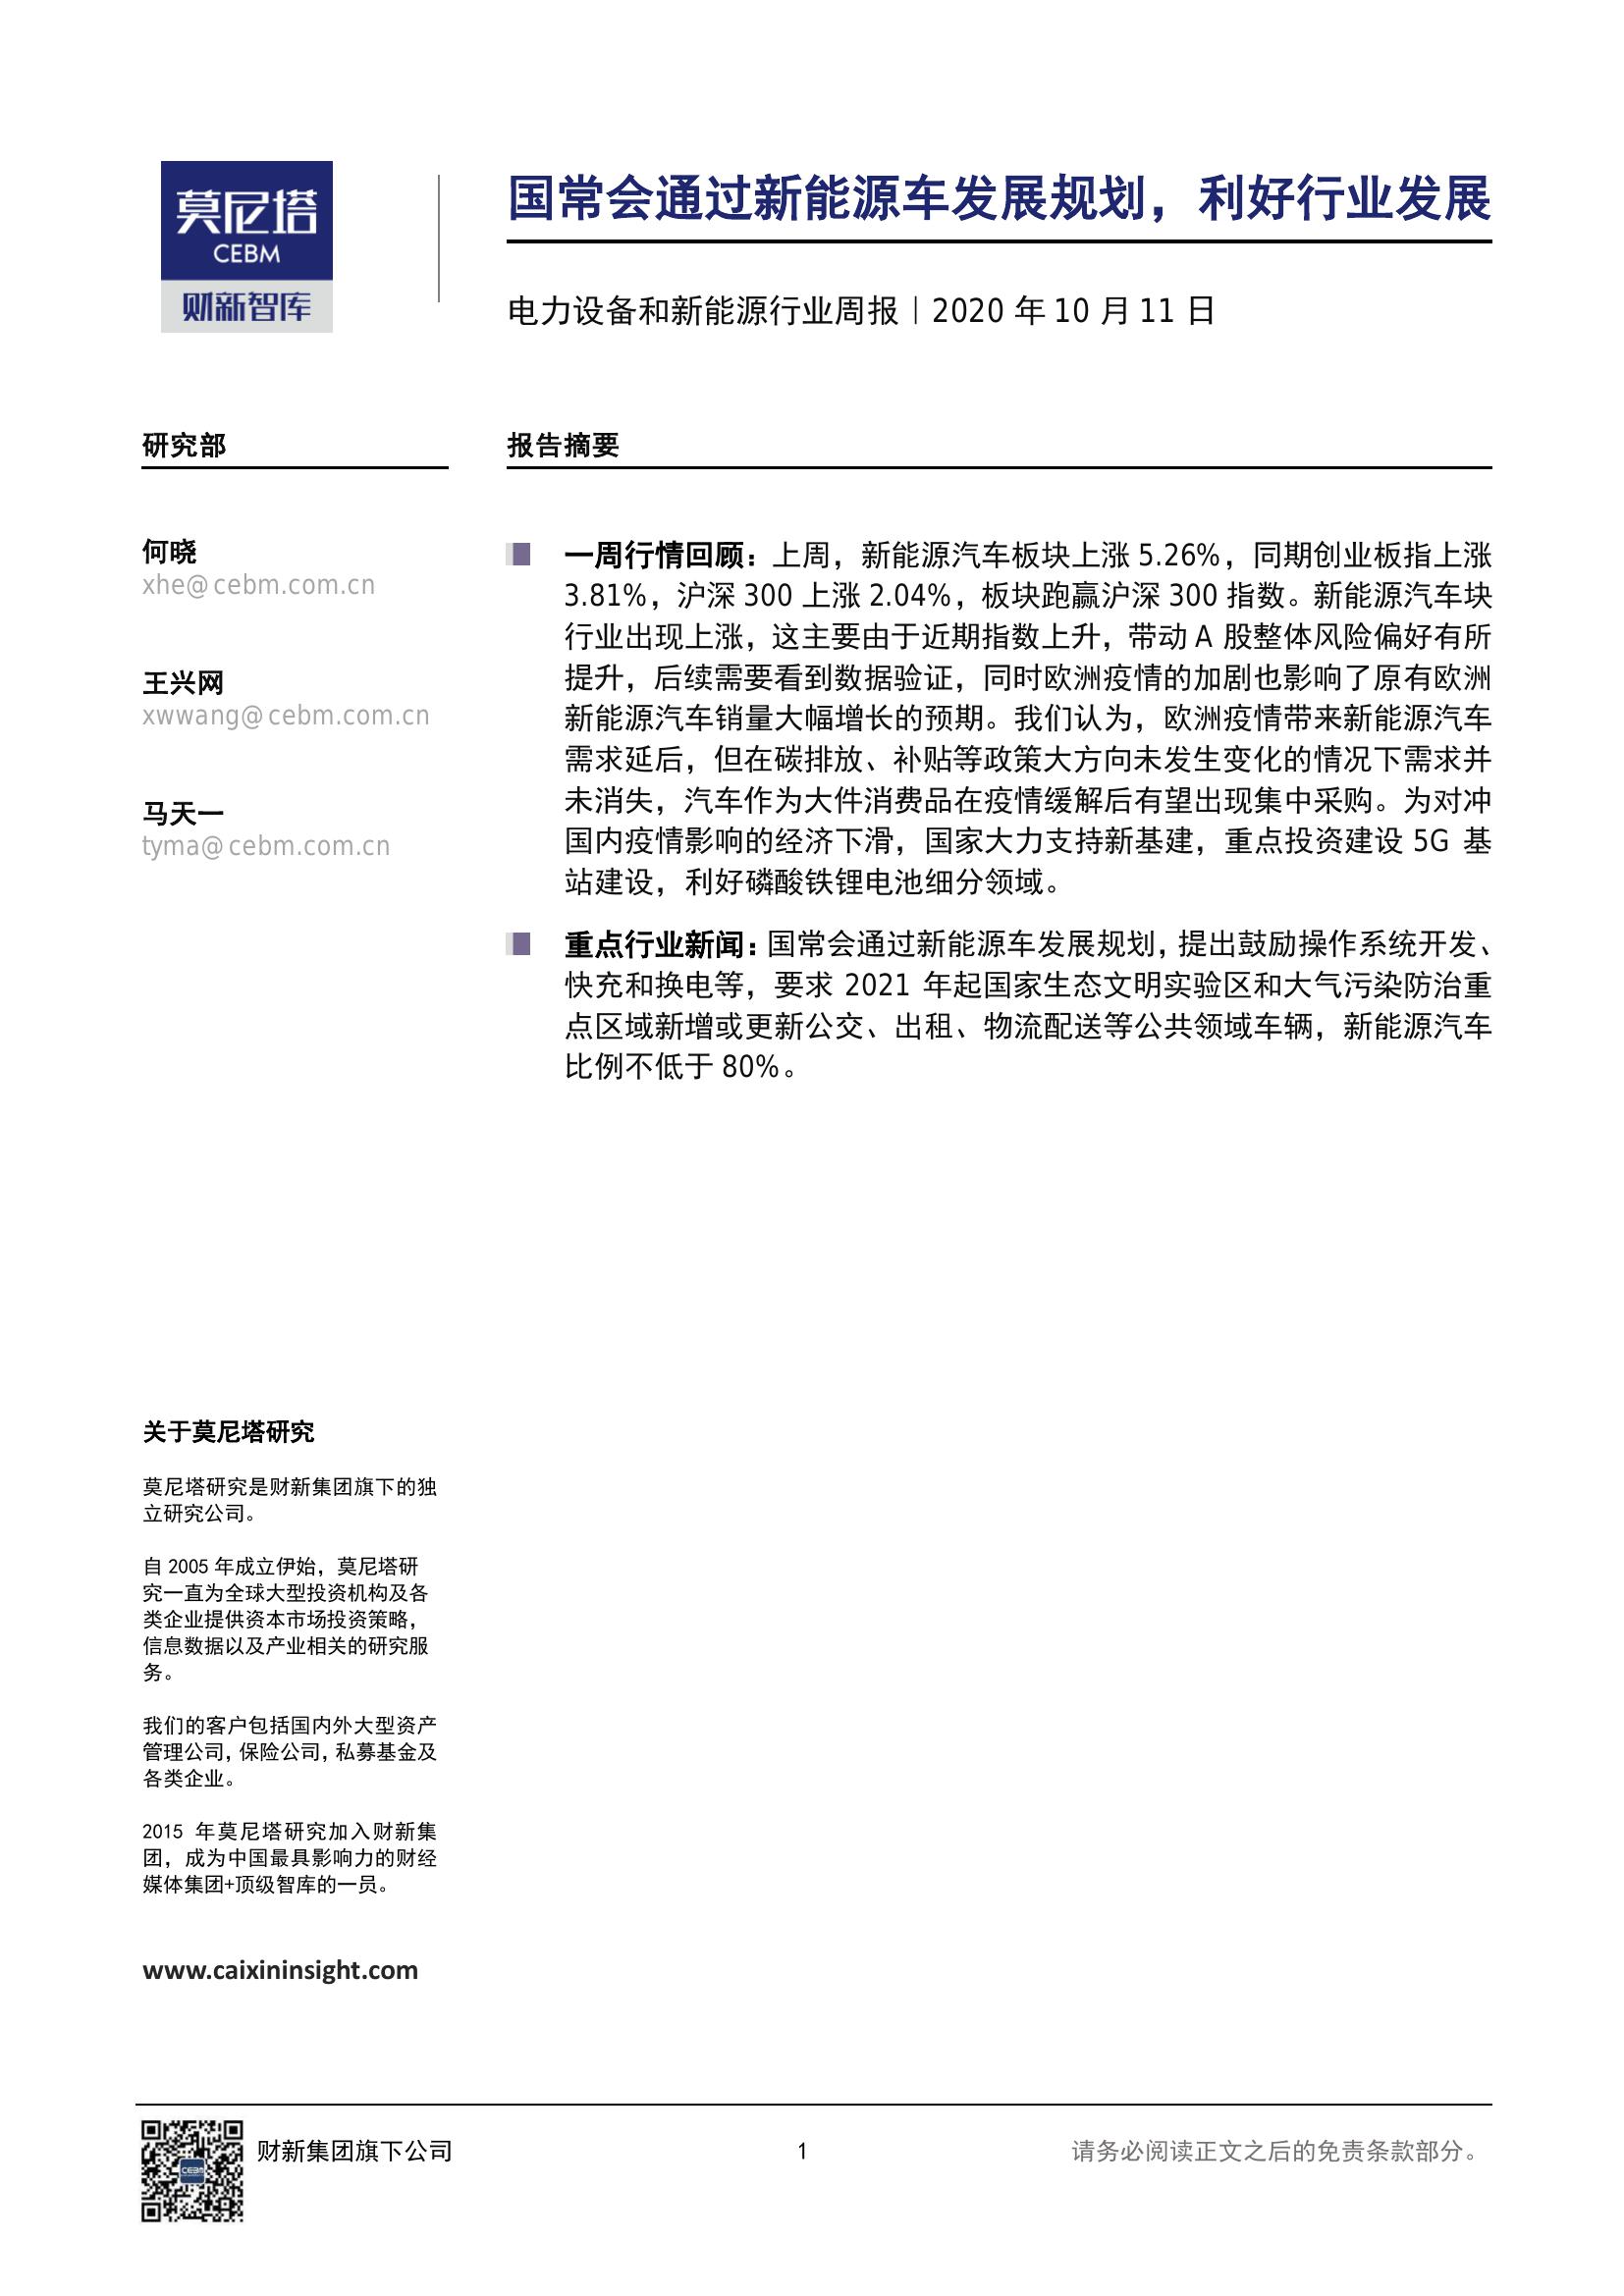 莫尼塔
CEBM
财新智库
国常会通过新能源车发展规划，利好行业发展
电力设备和新能源行业周报︱2020 年 10 月 11 日
研究部
何晓
xhe@cebm.com.cn
王兴网
xwwang@cebm.com.cn
马天一
tyma@cebm.com.cn
报告摘要
一周行情回顾：上周，新能源汽车板块上涨 5.26%，同期创业板指上涨
3.81%，沪深 300 上涨 2.04%，板块跑赢沪深 300 指数。新能源汽车块
行业出现上涨，这主要由于近期指数上升，带动 A 股整体风险偏好有所
提升，后续需要看到数据验证，同时欧洲疫情的加剧也影响了原有欧洲
新能源汽车销量大幅增长的预期。我们认为，欧洲疫情带来新能源汽车
需求延后，但在碳排放、补贴等政策大方向未发生变化的情况下需求并
未消失，汽车作为大件消费品在疫情缓解后有望出现集中采购。为对冲
国内疫情影响的经济下滑，国家大力支持新基建，重点投资建设 5G 基
站建设，利好磷酸铁锂电池细分领域。
重点行业新闻：国常会通过新能源车发展规划，提出鼓励操作系统开发、
快充和换电等，要求 2021 年起国家生态文明实验区和大气污染防治重
点区域新增或更新公交、出租、物流配送等公共领域车辆，新能源汽车
比例不低于 80%。
关于莫尼塔研究
莫尼塔研究是财新集团旗下的独
立研究公司。
自 2005 年成立伊始，莫尼塔研
究一直为全球大型投资机构及各
类企业提供资本市场投资策略，
信息数据以及产业相关的研究服
务。
我们的客户包括国内外大型资产
管理公司，保险公司，私募基金及
各类企业。
2015 年莫尼塔研究加入财新集
团，成为中国最具影响力的财经
媒体集团+顶级智库的一员。
www.caixininsight.com
CEBM
财新集团旗下公司
1
请务必阅读正文之后的免责条款部分。